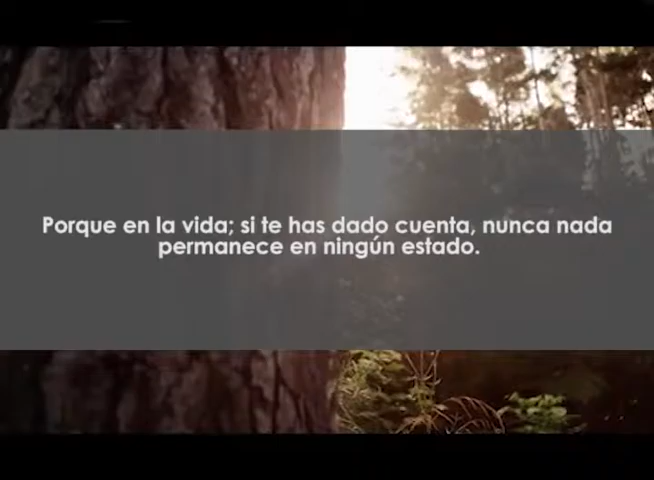 Porque en la vida; si te has dado cuenta, nunca nada
permanece en ningún estado.